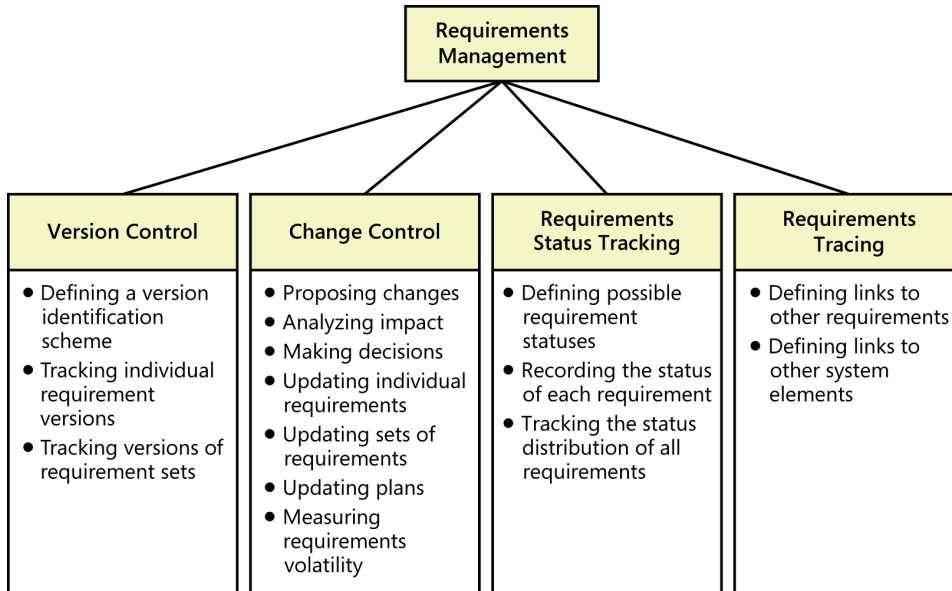 Requirements
Management
Version Control
• Defining a version
identification
scheme
• Tracking individual
requirement
versions
• Tracking versions of
requirement sets
Change Control
• Proposing changes
• Analyzing impact
• Making decisions
• Updating individual
requirements
• Updating sets of
requirements
• Updating plans
• Measuring
requirements
volatility
Requirements
Status Tracking
• Defining possible
requirement
statuses
• Recording the status
of each requirement
• Tracking the status
distribution of all
requirements
Requirements
Tracing
• Defining links to
other requirements
• Defining links to
other system
elements